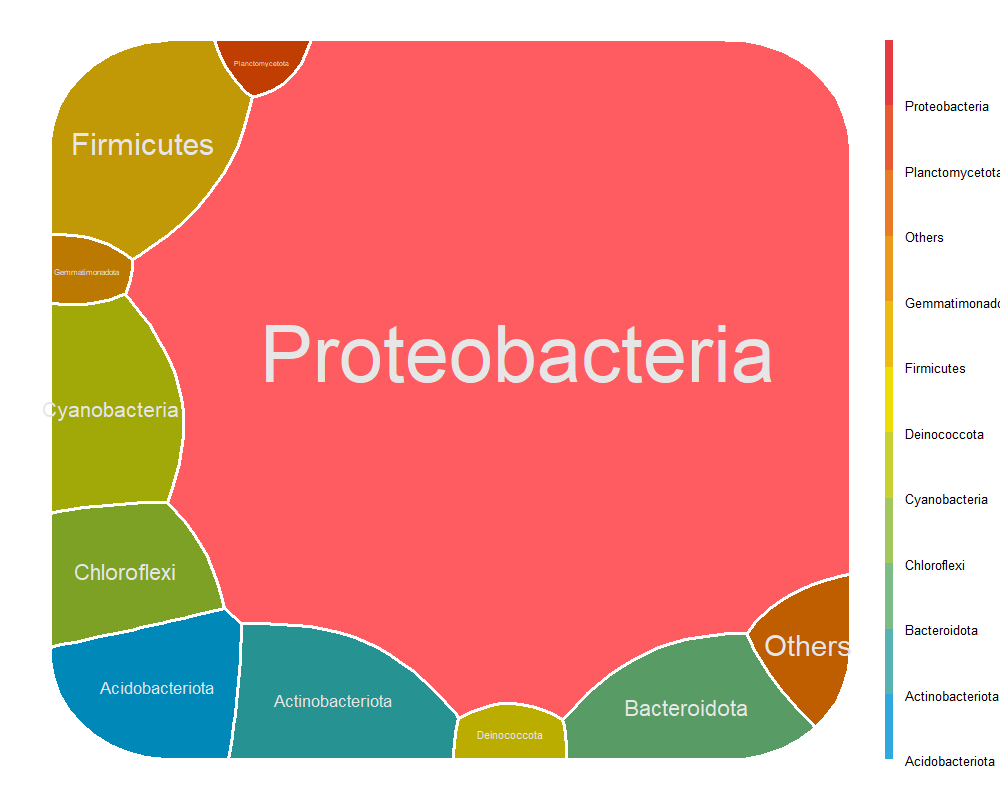 Planctomycetota
Firmicutes
Gemmatimonadota
Proteobacteria
Cyanobacteria
Chloroflexi
Others
Acidobacteriota
Actinobacteriota
Bacteroidota
Deinococcota
Proteobacteria
Planctomycetota
Others
Gemmatimonado
Firmicutes
Deinococcota
Cyanobacteria
Chloroflexi
Bacteroidota
Actinobacteriota
Acidobacteriota